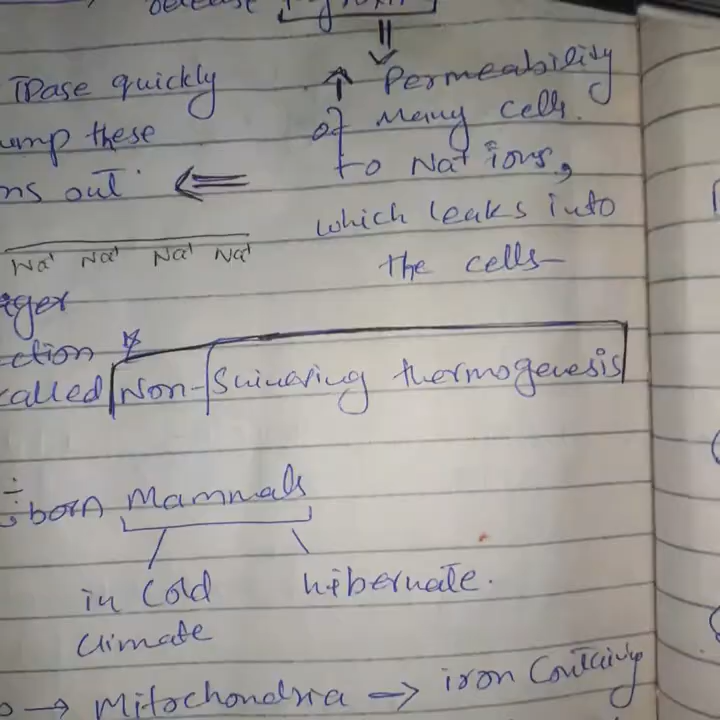 release
⇓
TPase quickly ↑ Permeability
ump these of Many cells.
ns out ⇐ to Na+ ions,
which leaks into
Na+ Na+ Na+ Na+ the cells
ction
called Non-Shivering thermogenesis
born Mammals
in Cold hibernate.
Climate
→ Mitochondria → iron Containing